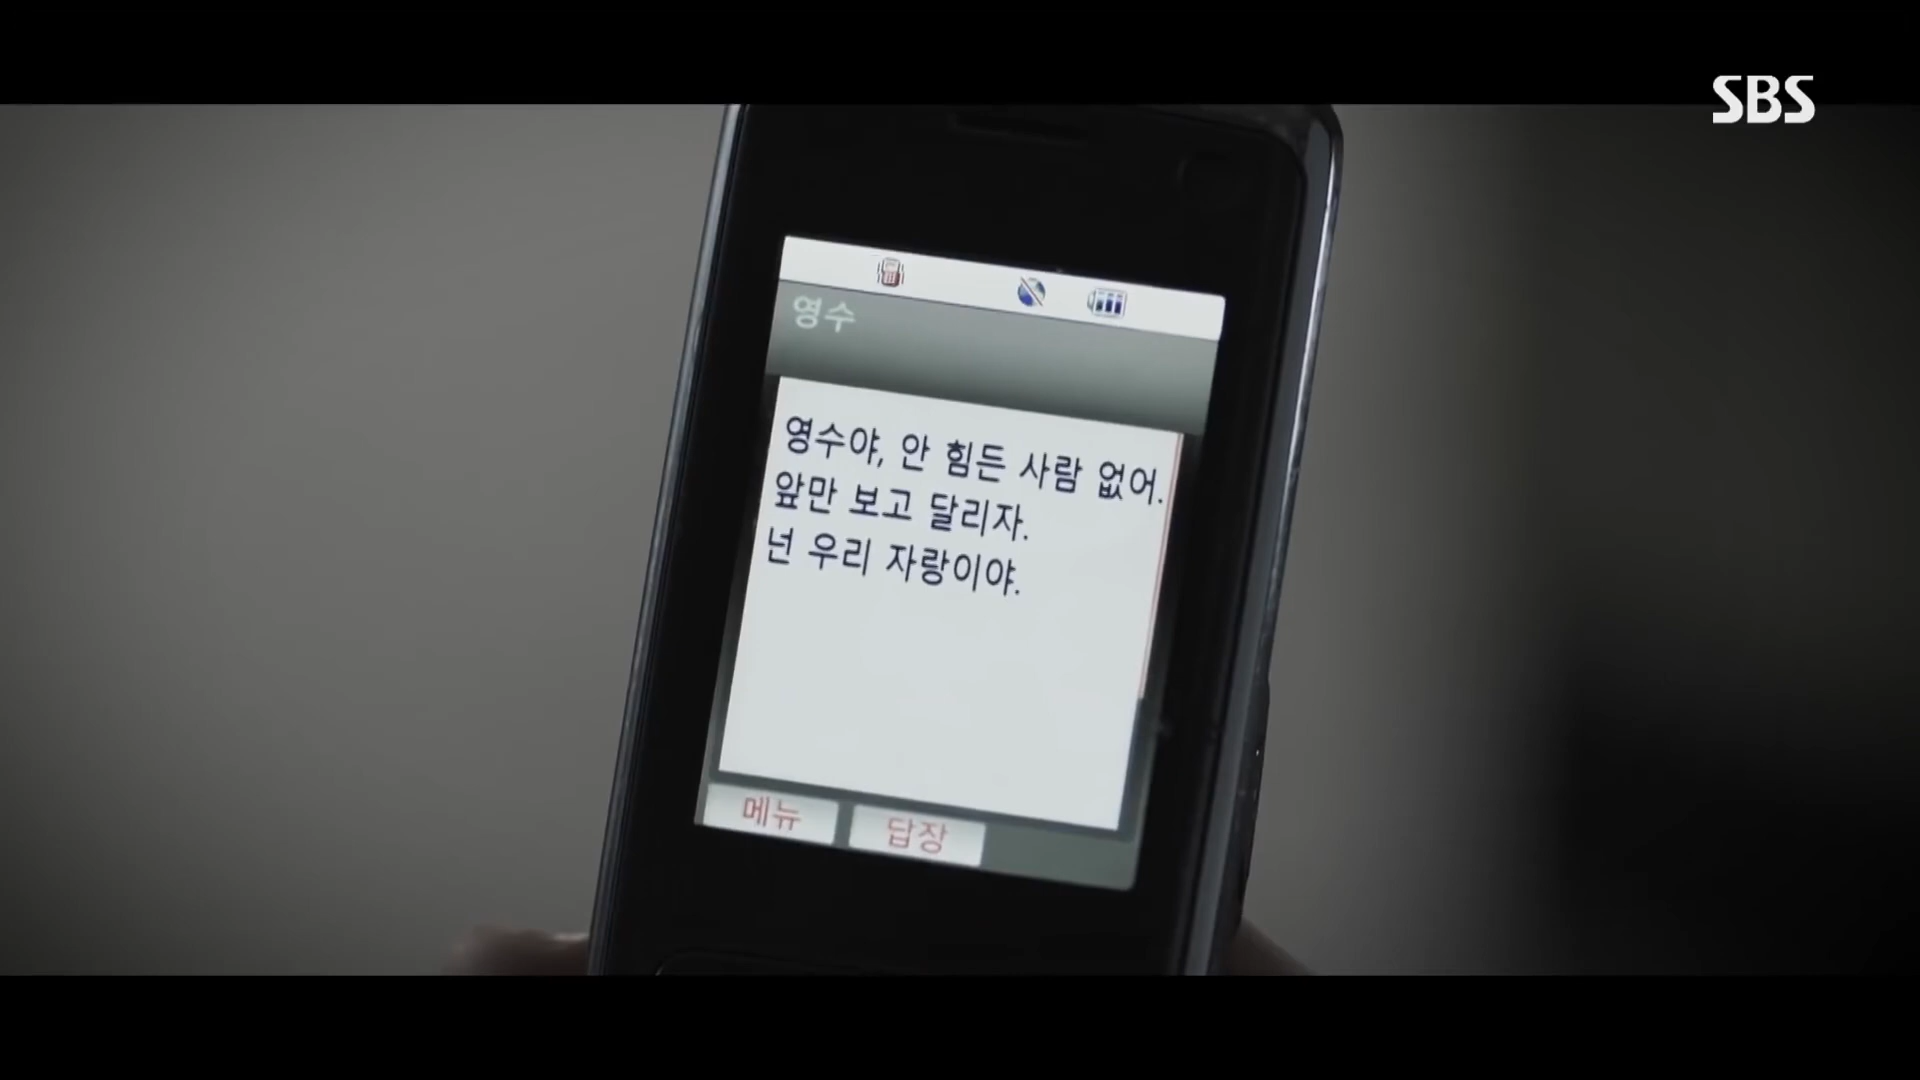 SBS
영수
영수야, 안 힘든 사람 없어.
앞만 보고 달리자.
넌 우리 자랑이야.
메뉴
답장